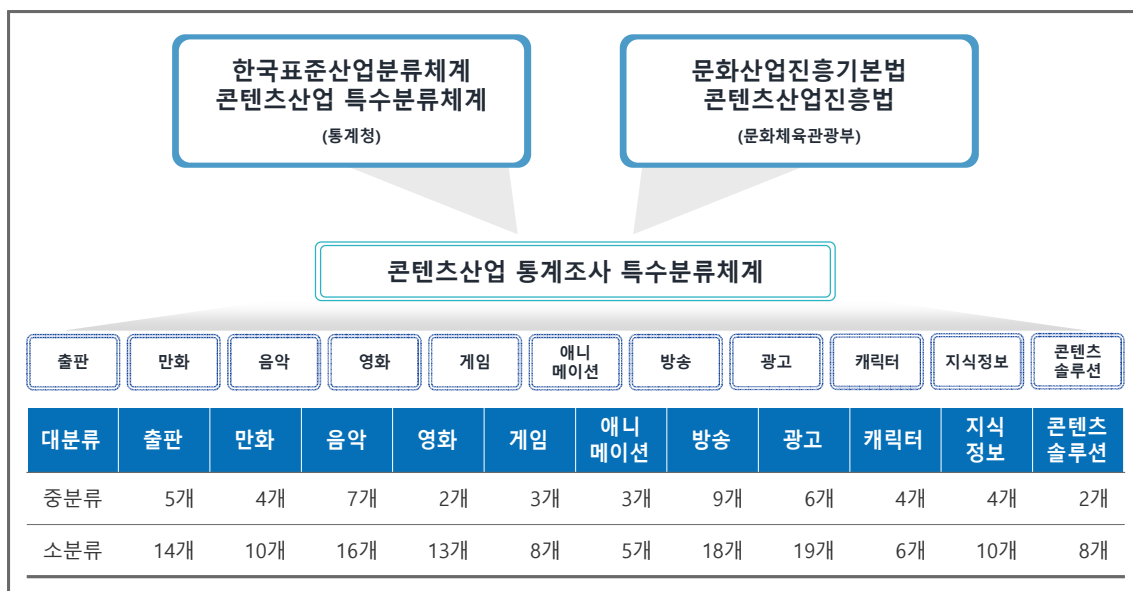 한국표준산업분류체계
콘텐츠산업 특수분류체계
(통계청)
문화산업진흥기본법
콘텐츠산업진흥법
(문화체육관광부)
콘텐츠산업 통계조사 특수분류체계
출판 만화 음악 영화 게임 애니메이션 방송 광고 캐릭터 지식정보 콘텐츠솔루션
대분류 출판 만화 음악 영화 게임 애니메이션 방송 광고 캐릭터 지식정보 콘텐츠솔루션
중분류 5개 4개 7개 2개 3개 3개 9개 6개 4개 4개 2개
소분류 14개 10개 16개 13개 8개 5개 18개 19개 6개 10개 8개